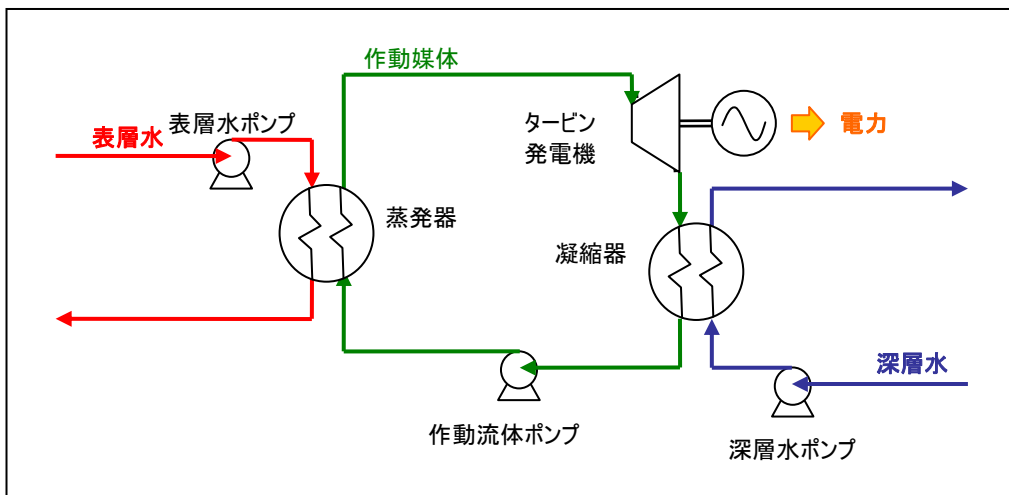 作動媒体
表層水ポンプ
表層水
タービン
発電機
電力
蒸発器
凝縮器
深層水
作動流体ポンプ
深層水ポンプ